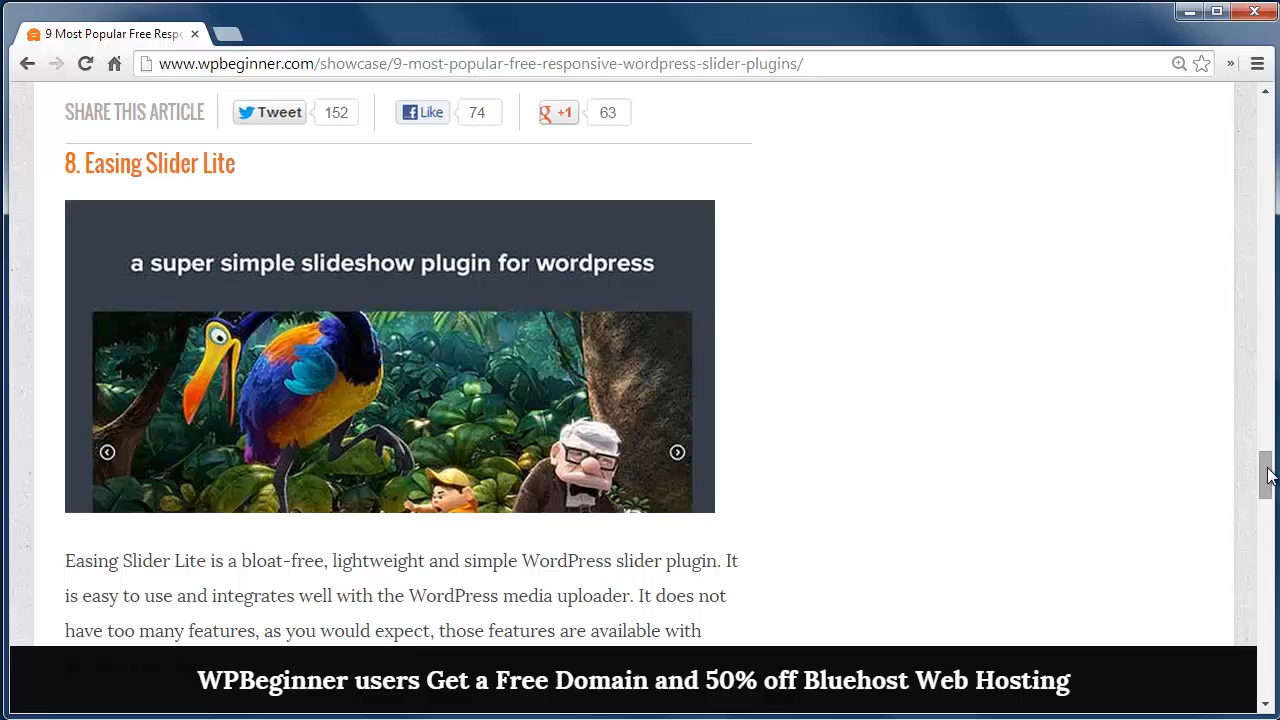 9 Most Popular Free Respo
www.wpbeginner.com/showcase/9-most-popular-free-responsive-wordpress-slider-plugins/
SHARE THIS ARTICLE Tweet 152 Like 74 +1 63
8. Easing Slider Lite
a super simple slideshow plugin for wordpress
Easing Slider Lite is a bloat-free, lightweight and simple WordPress slider plugin. It
is easy to use and integrates well with the WordPress media uploader. It does not
have too many features, as you would expect, those features are available with
WPBeginner users Get a Free Domain and 50% off Bluehost Web Hosting